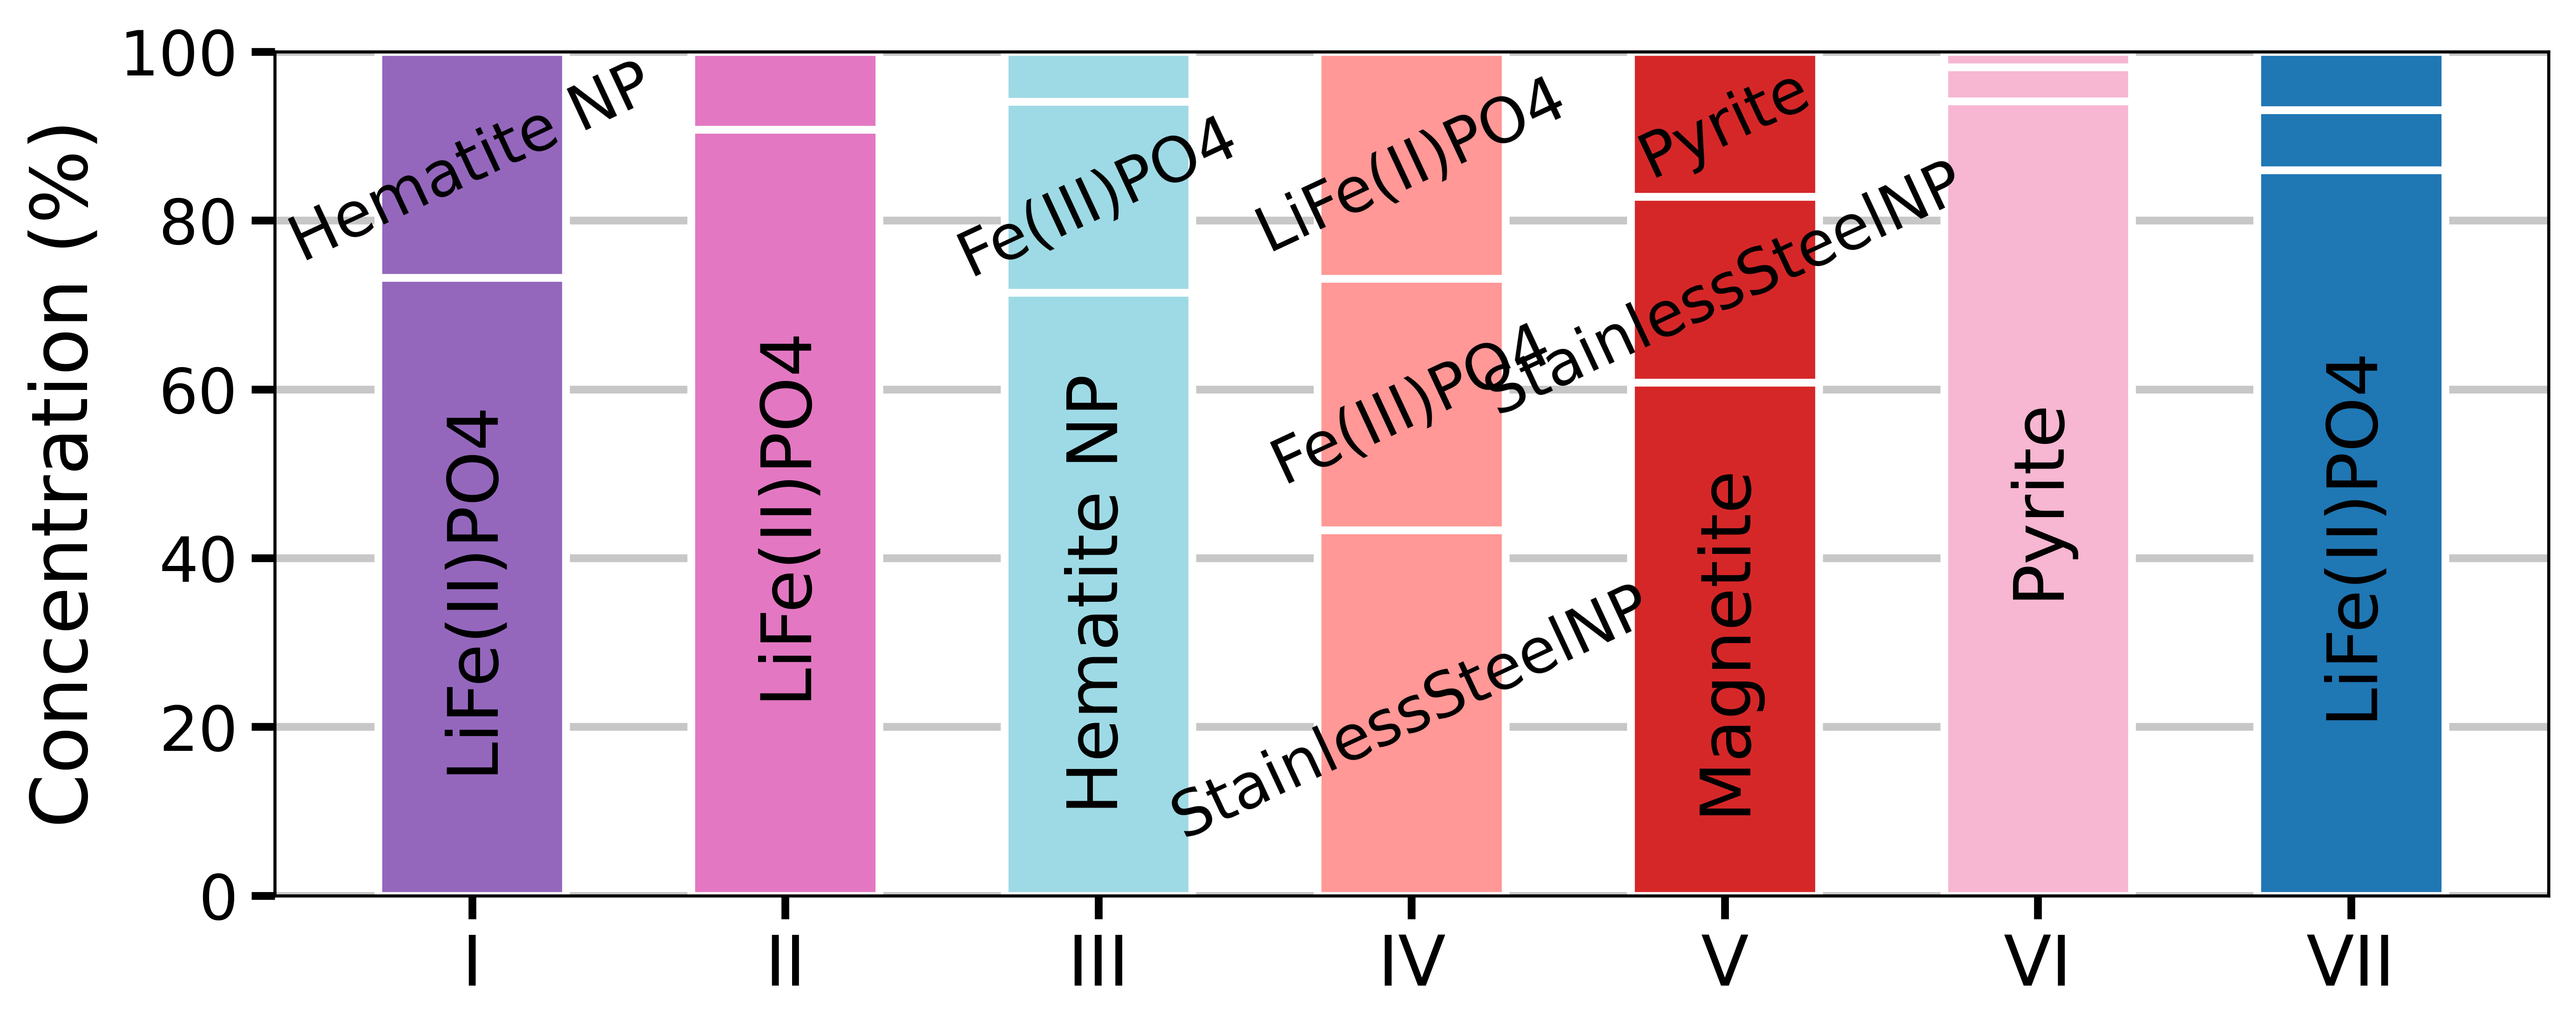 Concentration (%)
100
80
60
40
20
0
Hematite NP
LiFe(II)PO4
LiFe(II)PO4
Fe(III)PO4
Hematite NP
LiFe(II)PO4
Fe(III)PO4
StainlessSteelNP
Pyrite
StainlessSteelNP
Magnetite
Pyrite
LiFe(II)PO4
I
II
III
IV
V
VI
VII